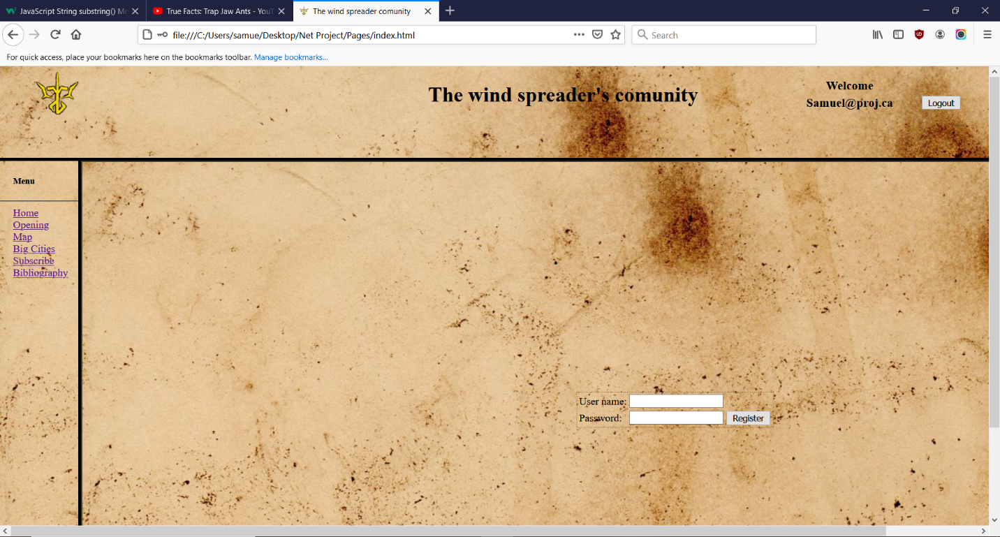 JavaScript String substring() Me
True Facts: Trap Jaw Ants - YouT
The wind spreader comunity
file:///C:/Users/samue/Desktop/Net Project/Pages/index.html
Search
For quick access, place your bookmarks here on the bookmarks toolbar. Manage bookmarks...
The wind spreader's comunity
Welcome
Samuel@proj.ca
Logout
Menu
Home
Opening
Map
Big Cities
Subscribe
Bibliography
User name:
Password:
Register